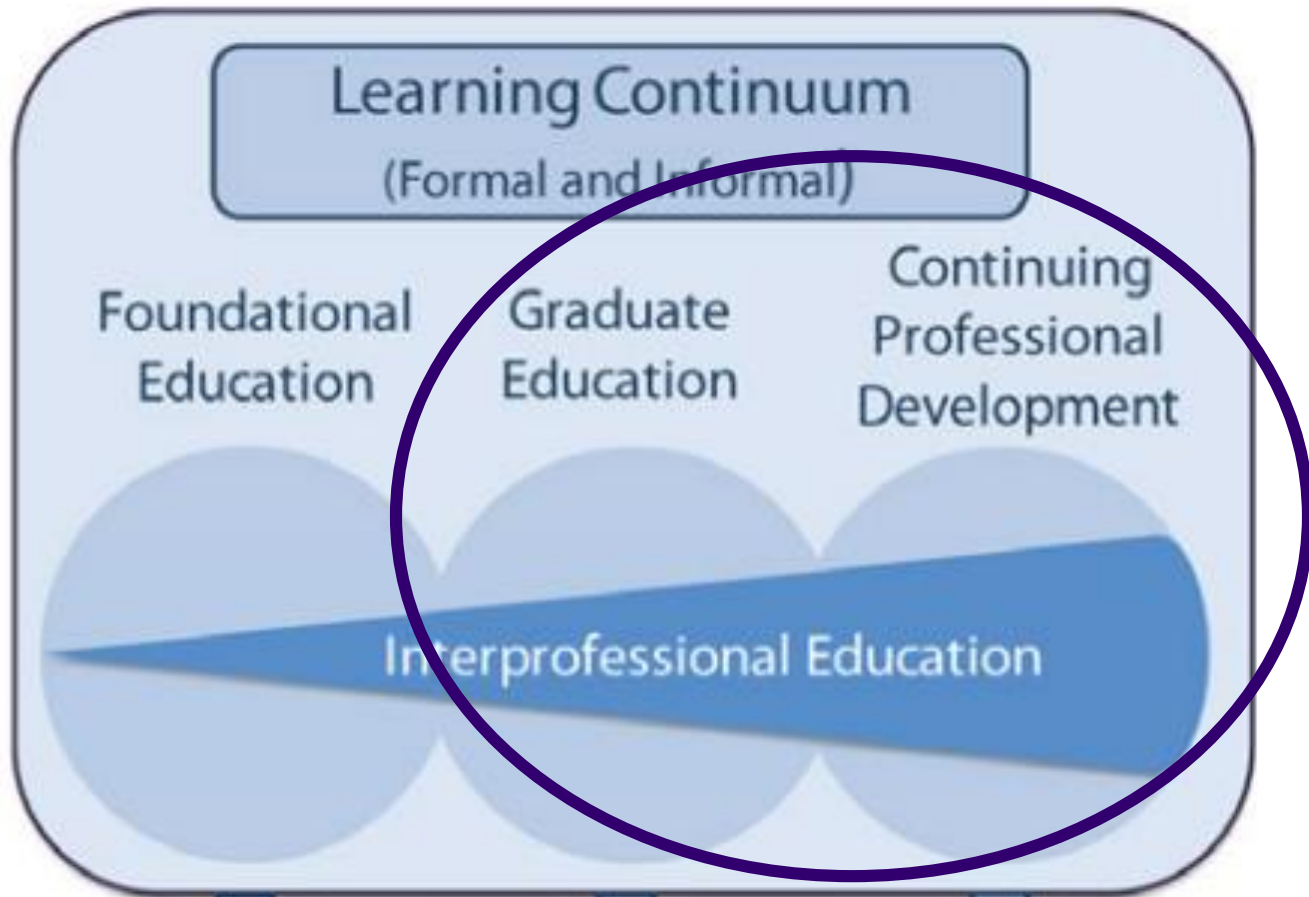 Learning Continuum
(Formal and Informal)
Foundational
Education
Graduate
Education
Continuing
Professional
Development
Interprofessional Education